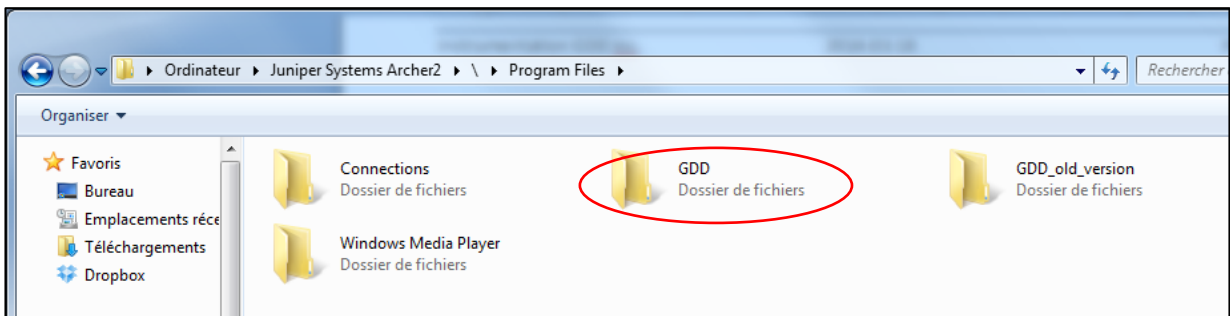 Ordinateur ▸ Juniper Systems Archer2 ▸ \ ▸ Program Files ▸
Rechercher
Organiser
Favoris
Bureau
Emplacements réce
Téléchargements
Dropbox
Connections
Dossier de fichiers
GDD
Dossier de fichiers
GDD_old_version
Dossier de fichiers
Windows Media Player
Dossier de fichiers